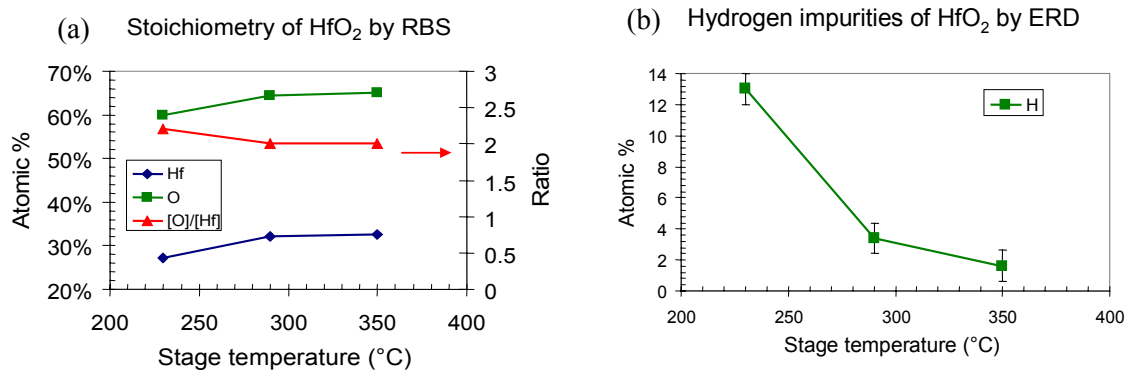 (a) Stoichiometry of HfO₂ by RBS
70%
60%
50%
40%
30%
20%
Atomic %
Hf
O
[O]/[Hf]
3
2.5
2
1.5
1
0.5
0
Ratio
200 250 300 350 400
Stage temperature (°C)
(b) Hydrogen impurities of HfO₂ by ERD
14
12
10
8
6
4
2
0
Atomic %
H
200 250 300 350 400
Stage temperature (°C)